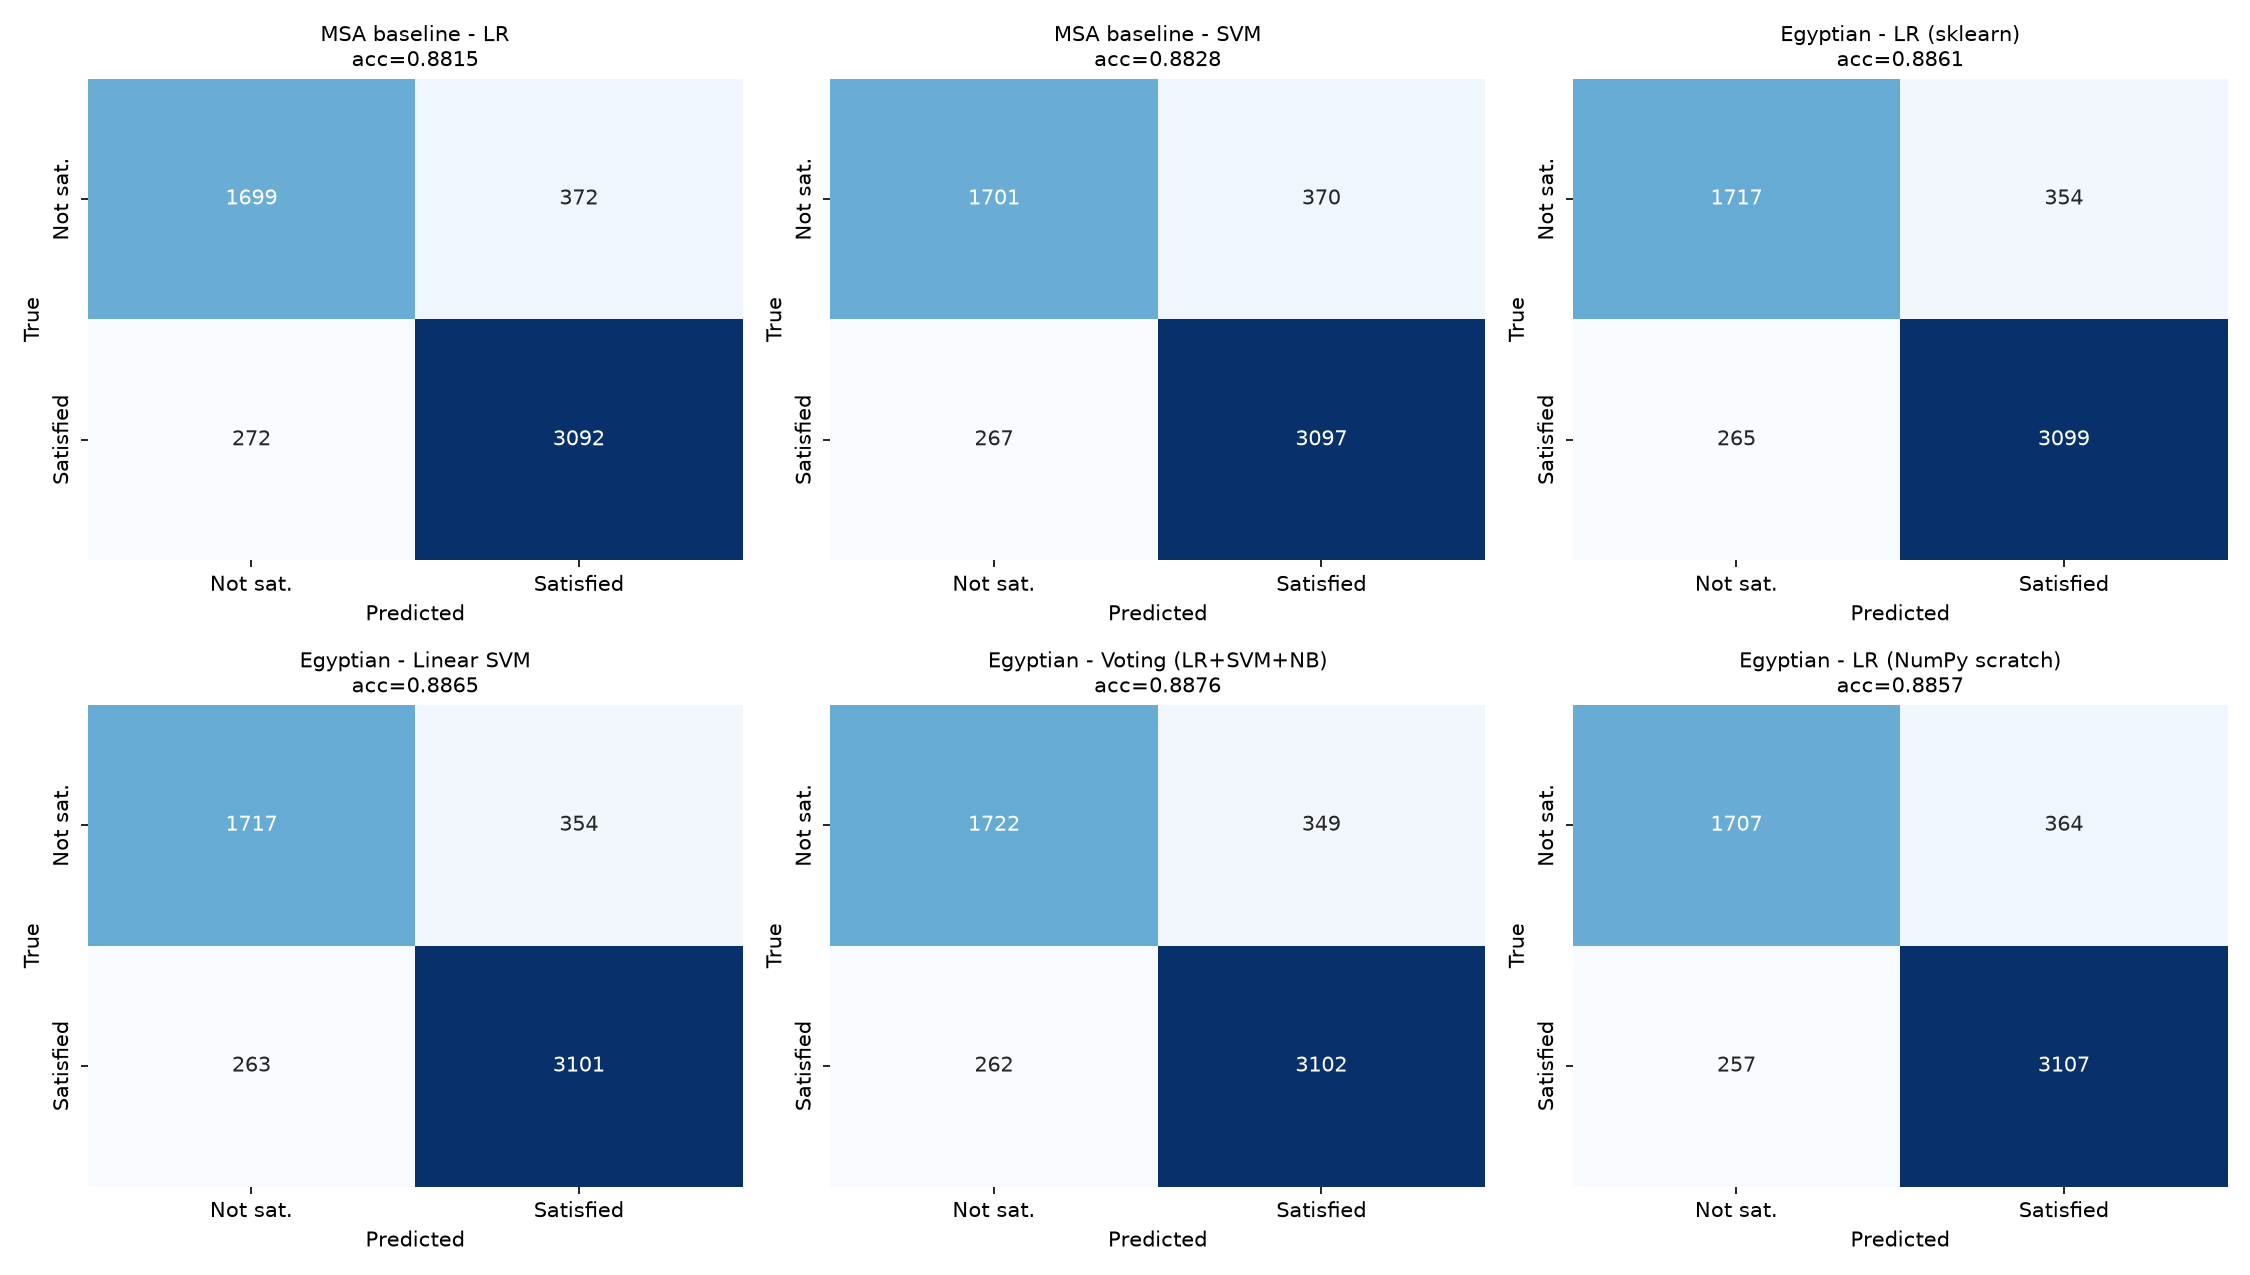 MSA baseline - LR
acc=0.8815
True
Not sat.
1699
372
Satisfied
272
3092
Not sat.
Satisfied
Predicted
MSA baseline - SVM
acc=0.8828
True
Not sat.
1701
370
Satisfied
267
3097
Not sat.
Satisfied
Predicted
Egyptian - LR (sklearn)
acc=0.8861
True
Not sat.
1717
354
Satisfied
265
3099
Not sat.
Satisfied
Predicted
Egyptian - Linear SVM
acc=0.8865
True
Not sat.
1717
354
Satisfied
263
3101
Not sat.
Satisfied
Predicted
Egyptian - Voting (LR+SVM+NB)
acc=0.8876
True
Not sat.
1722
349
Satisfied
262
3102
Not sat.
Satisfied
Predicted
Egyptian - LR (NumPy scratch)
acc=0.8857
True
Not sat.
1707
364
Satisfied
257
3107
Not sat.
Satisfied
Predicted